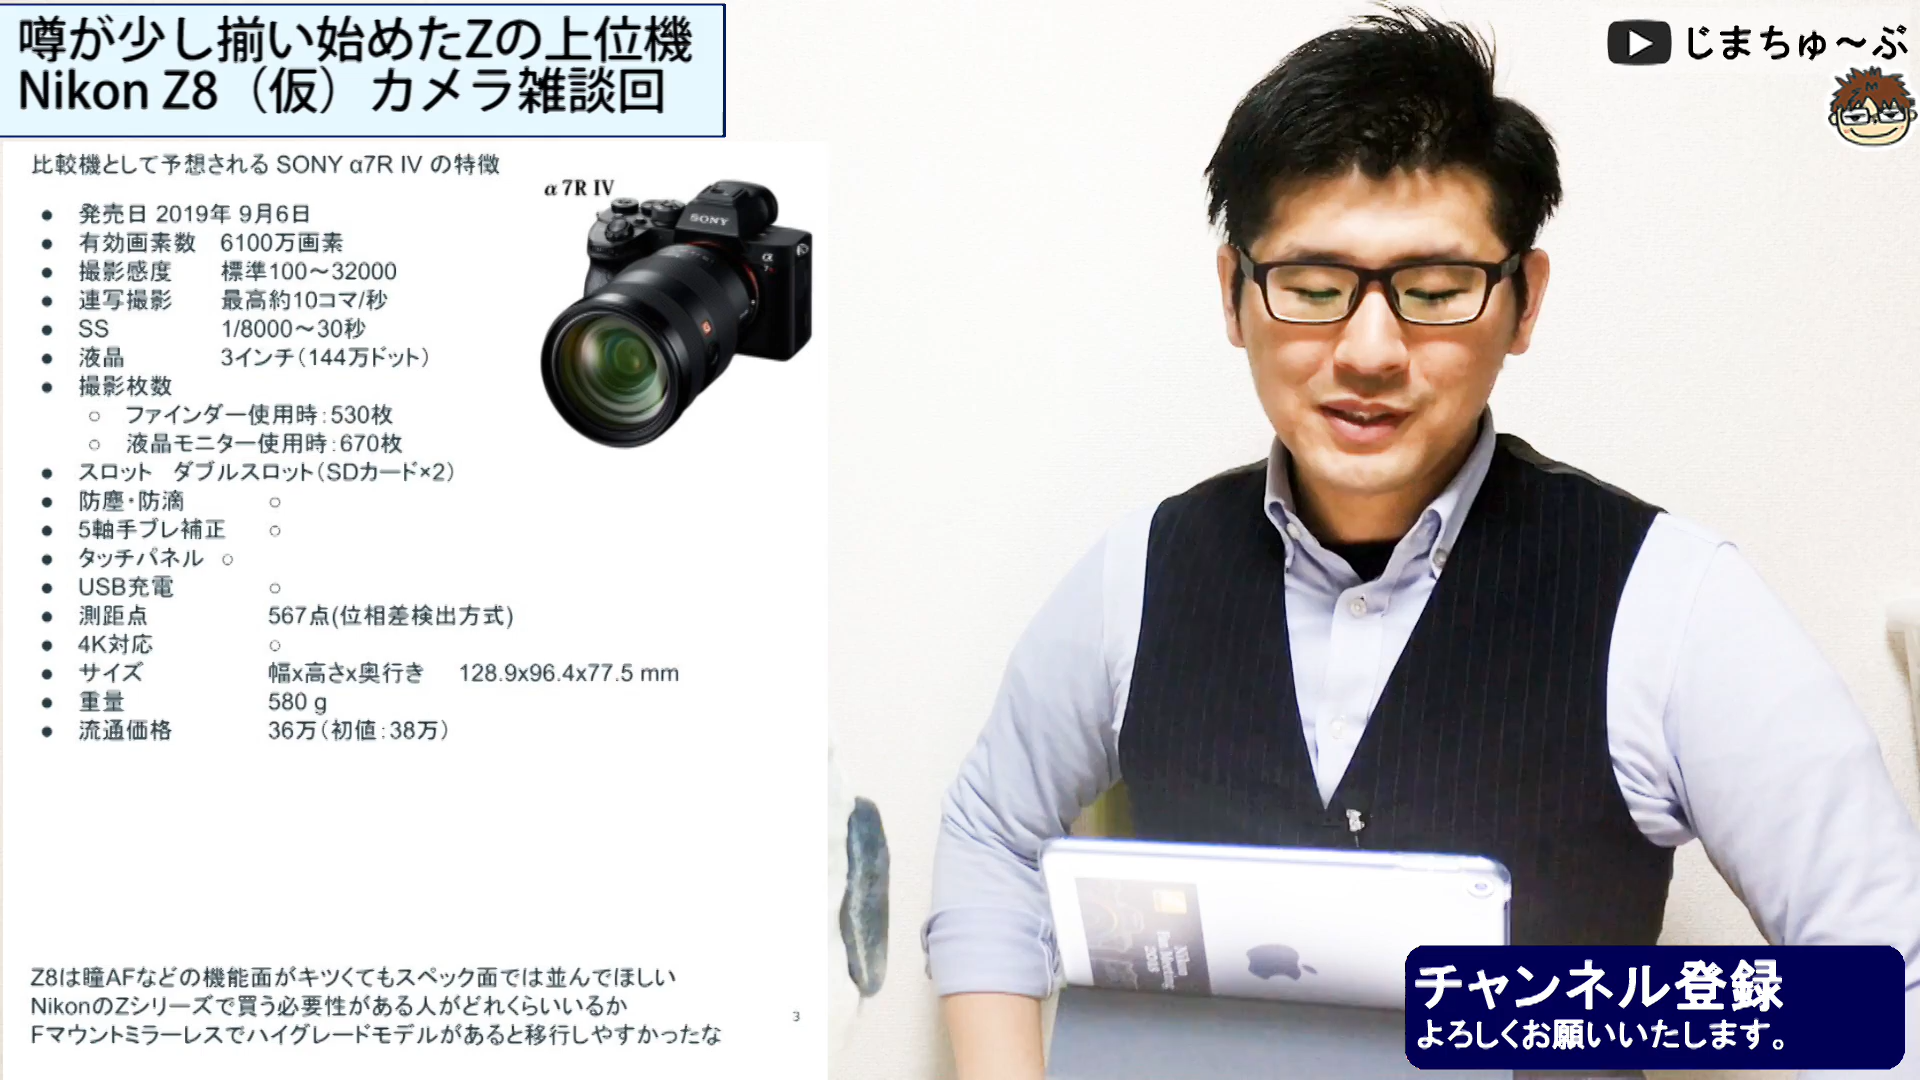 噂が少し揃い始めたZの上位機
Nikon Z8（仮）カメラ雑談回
じまちゅ～ぶ
比較機として予想される SONY α7R IV の特徴
α7R IV
SONY
α
● 発売日 2019年 9月6日
● 有効画素数 6100万画素
● 撮影感度 標準100～32000
● 連写撮影 最高約10コマ/秒
● SS 1/8000～30秒
● 液晶 3インチ（144万ドット）
● 撮影枚数
○ ファインダー使用時：530枚
○ 液晶モニター使用時：670枚
● スロット ダブルスロット（SDカード×2）
● 防塵・防滴 ○
● 5軸手ブレ補正 ○
● タッチパネル ○
● USB充電 ○
● 測距点 567点(位相差検出方式)
● 4K対応 ○
● サイズ 幅x高さx奥行き 128.9x96.4x77.5 mm
● 重量 580 g
● 流通価格 36万（初値：38万）
Z8は瞳AFなどの機能面がキツくてもスペック面では並んでほしい
NikonのZシリーズで買う必要性がある人がどれくらいいるか
Fマウントミラーレスでハイグレードモデルがあると移行しやすかったな
3
Nikon
Fan Meeting
2018
チャンネル登録
よろしくお願いいたします。